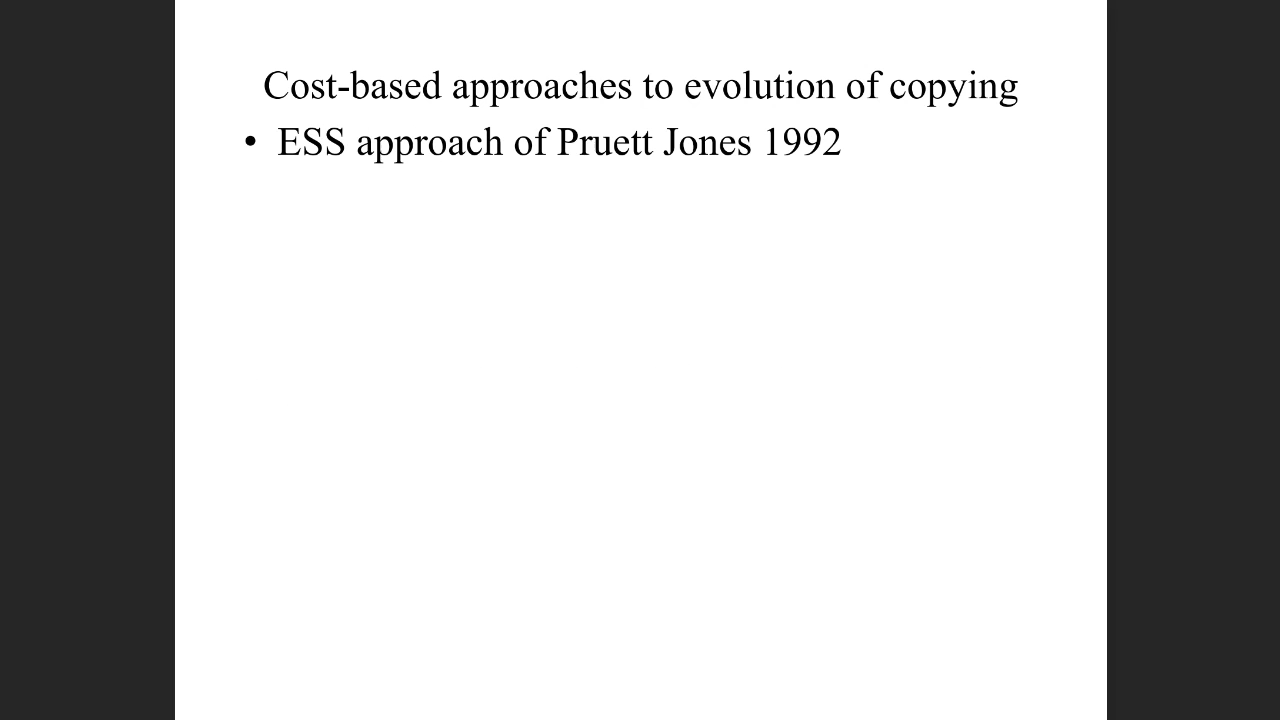 Cost-based approaches to evolution of copying
• ESS approach of Pruett Jones 1992